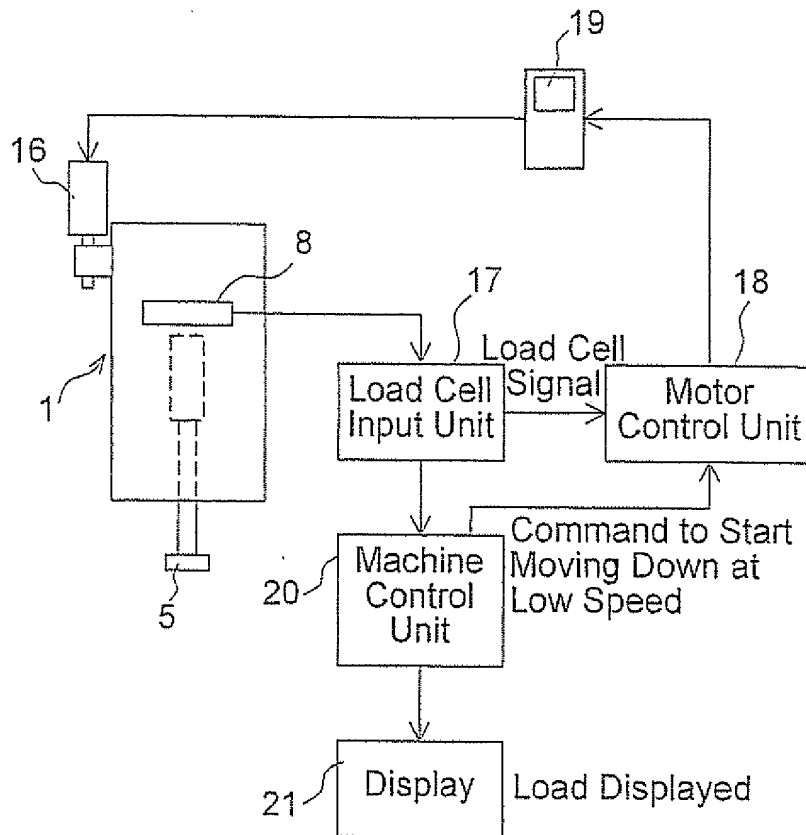 19
16
8
17
18
Load Cell
Signal
1
Load Cell
Input Unit
Motor
Control Unit
Command to Start
Moving Down at
Low Speed
20
Machine
Control
Unit
5
21
Display
Load Displayed